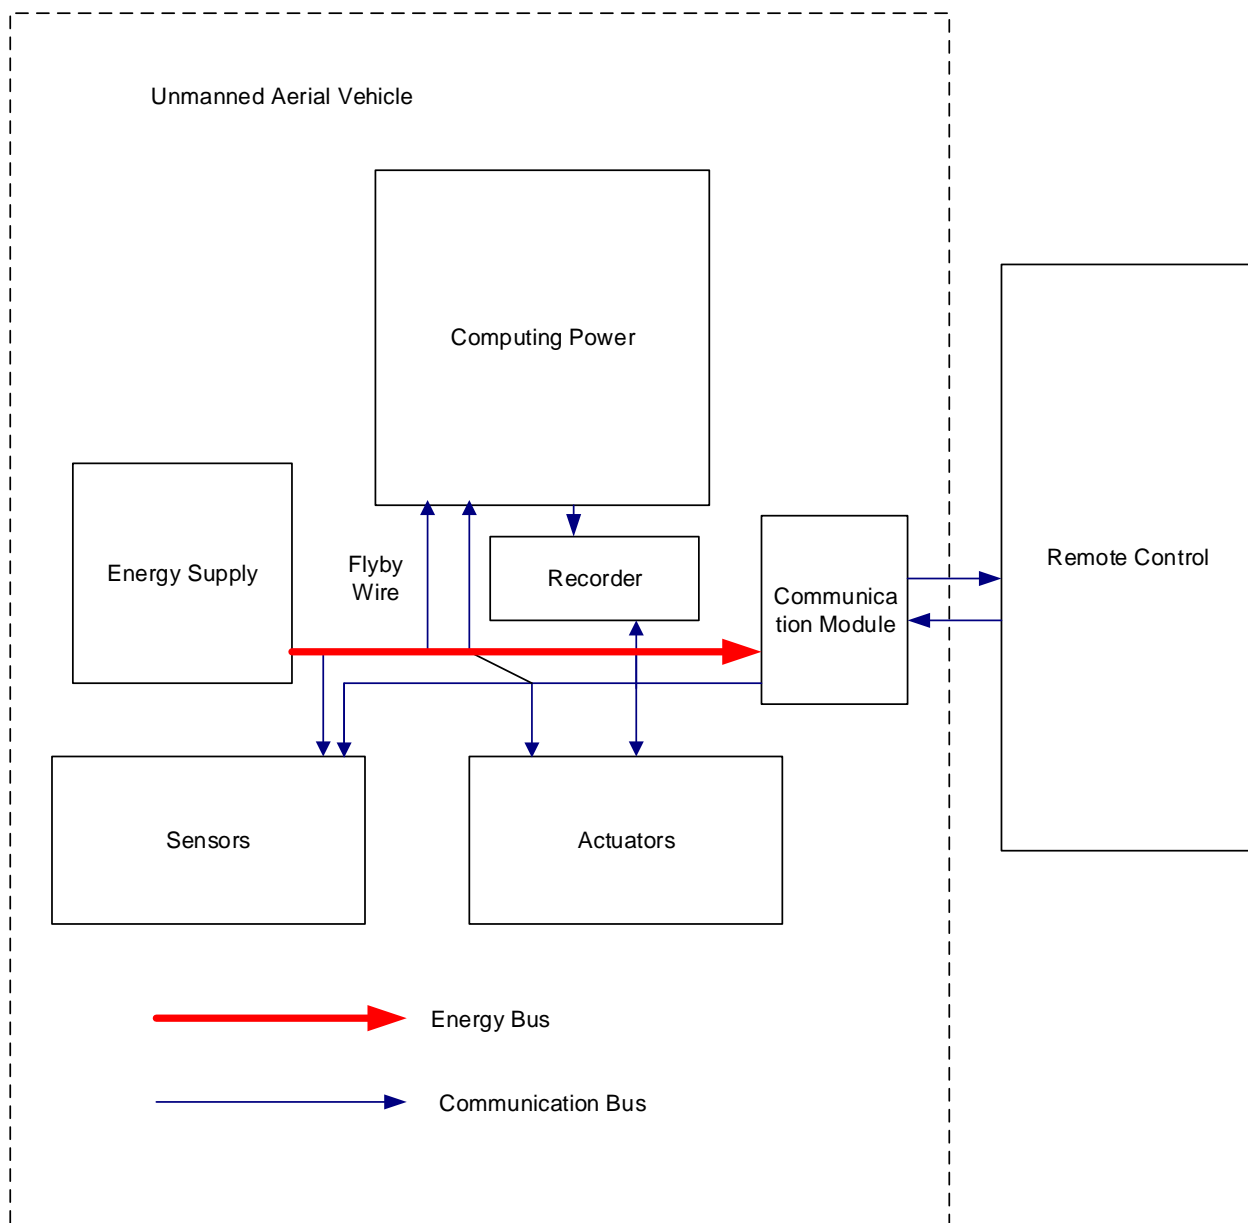 Unmanned Aerial Vehicle
Computing Power
Energy Supply
Flyby
Wire
Recorder
Communica
tion Module
Remote Control
Sensors
Actuators
Energy Bus
Communication Bus